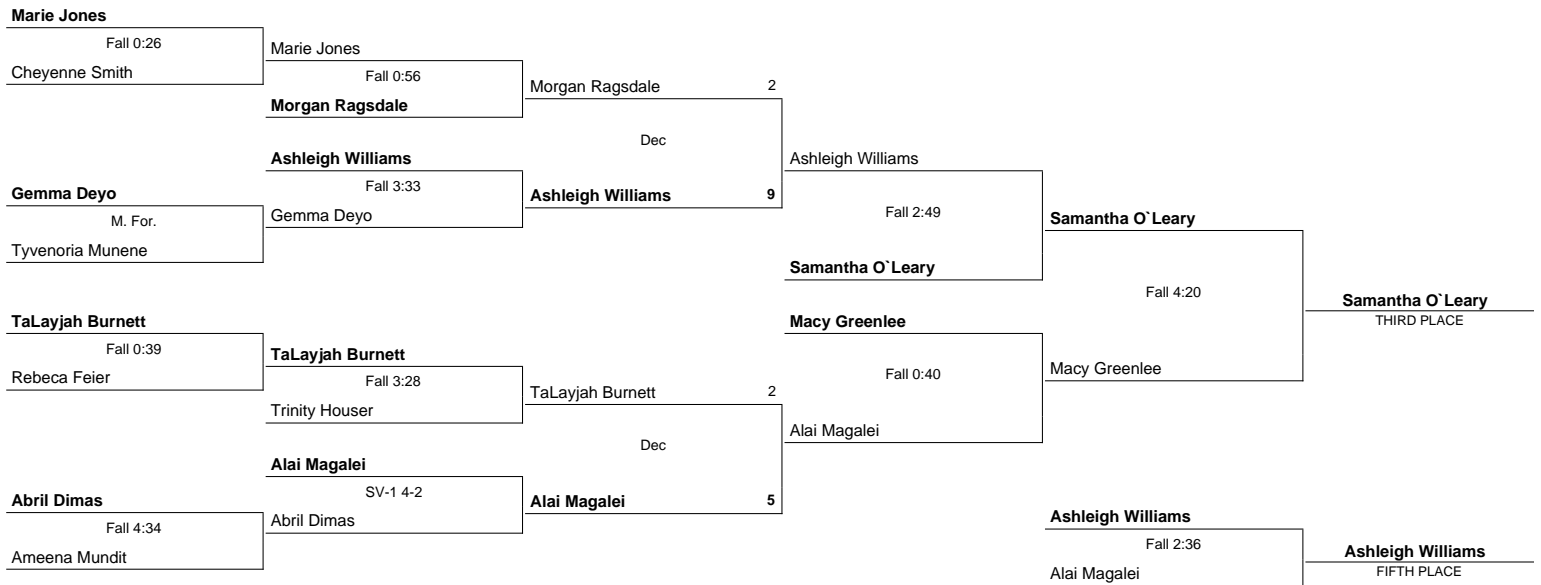 Marie Jones
Fall 0:26
Cheyenne Smith
Gemma Deyo
M. For.
Tyvenoria Munene
TaLayjah Burnett
Fall 0:39
Rebeca Feier
Abril Dimas
Fall 4:34
Ameena Mundit
Marie Jones
Fall 0:56
Morgan Ragsdale
Ashleigh Williams
Fall 3:33
Gemma Deyo
TaLayjah Burnett
Fall 3:28
Trinity Houser
Alai Magalei
SV-1 4-2
Abril Dimas
Morgan Ragsdale 2
Dec
Ashleigh Williams 9
TaLayjah Burnett 2
Dec
Alai Magalei 5
Ashleigh Williams
Fall 2:49
Samantha O`Leary
Macy Greenlee
Fall 0:40
Alai Magalei
Samantha O`Leary
Fall 4:20
Macy Greenlee
Samantha O`Leary
THIRD PLACE
Ashleigh Williams
Fall 2:36
Alai Magalei
Ashleigh Williams
FIFTH PLACE